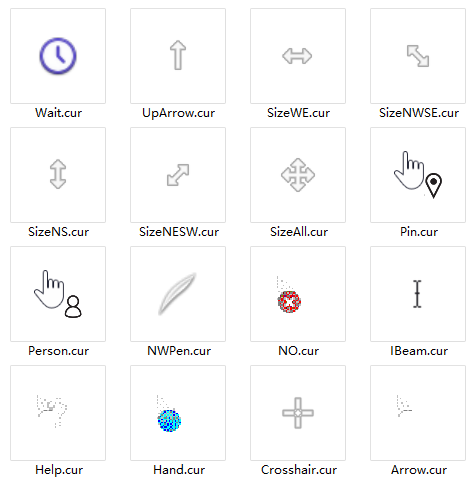 Wait.cur
UpArrow.cur
SizeWE.cur
SizeNWSE.cur
SizeNS.cur
SizeNESW.cur
SizeAll.cur
Pin.cur
Person.cur
NWPen.cur
NO.cur
IBeam.cur
Help.cur
Hand.cur
Crosshair.cur
Arrow.cur